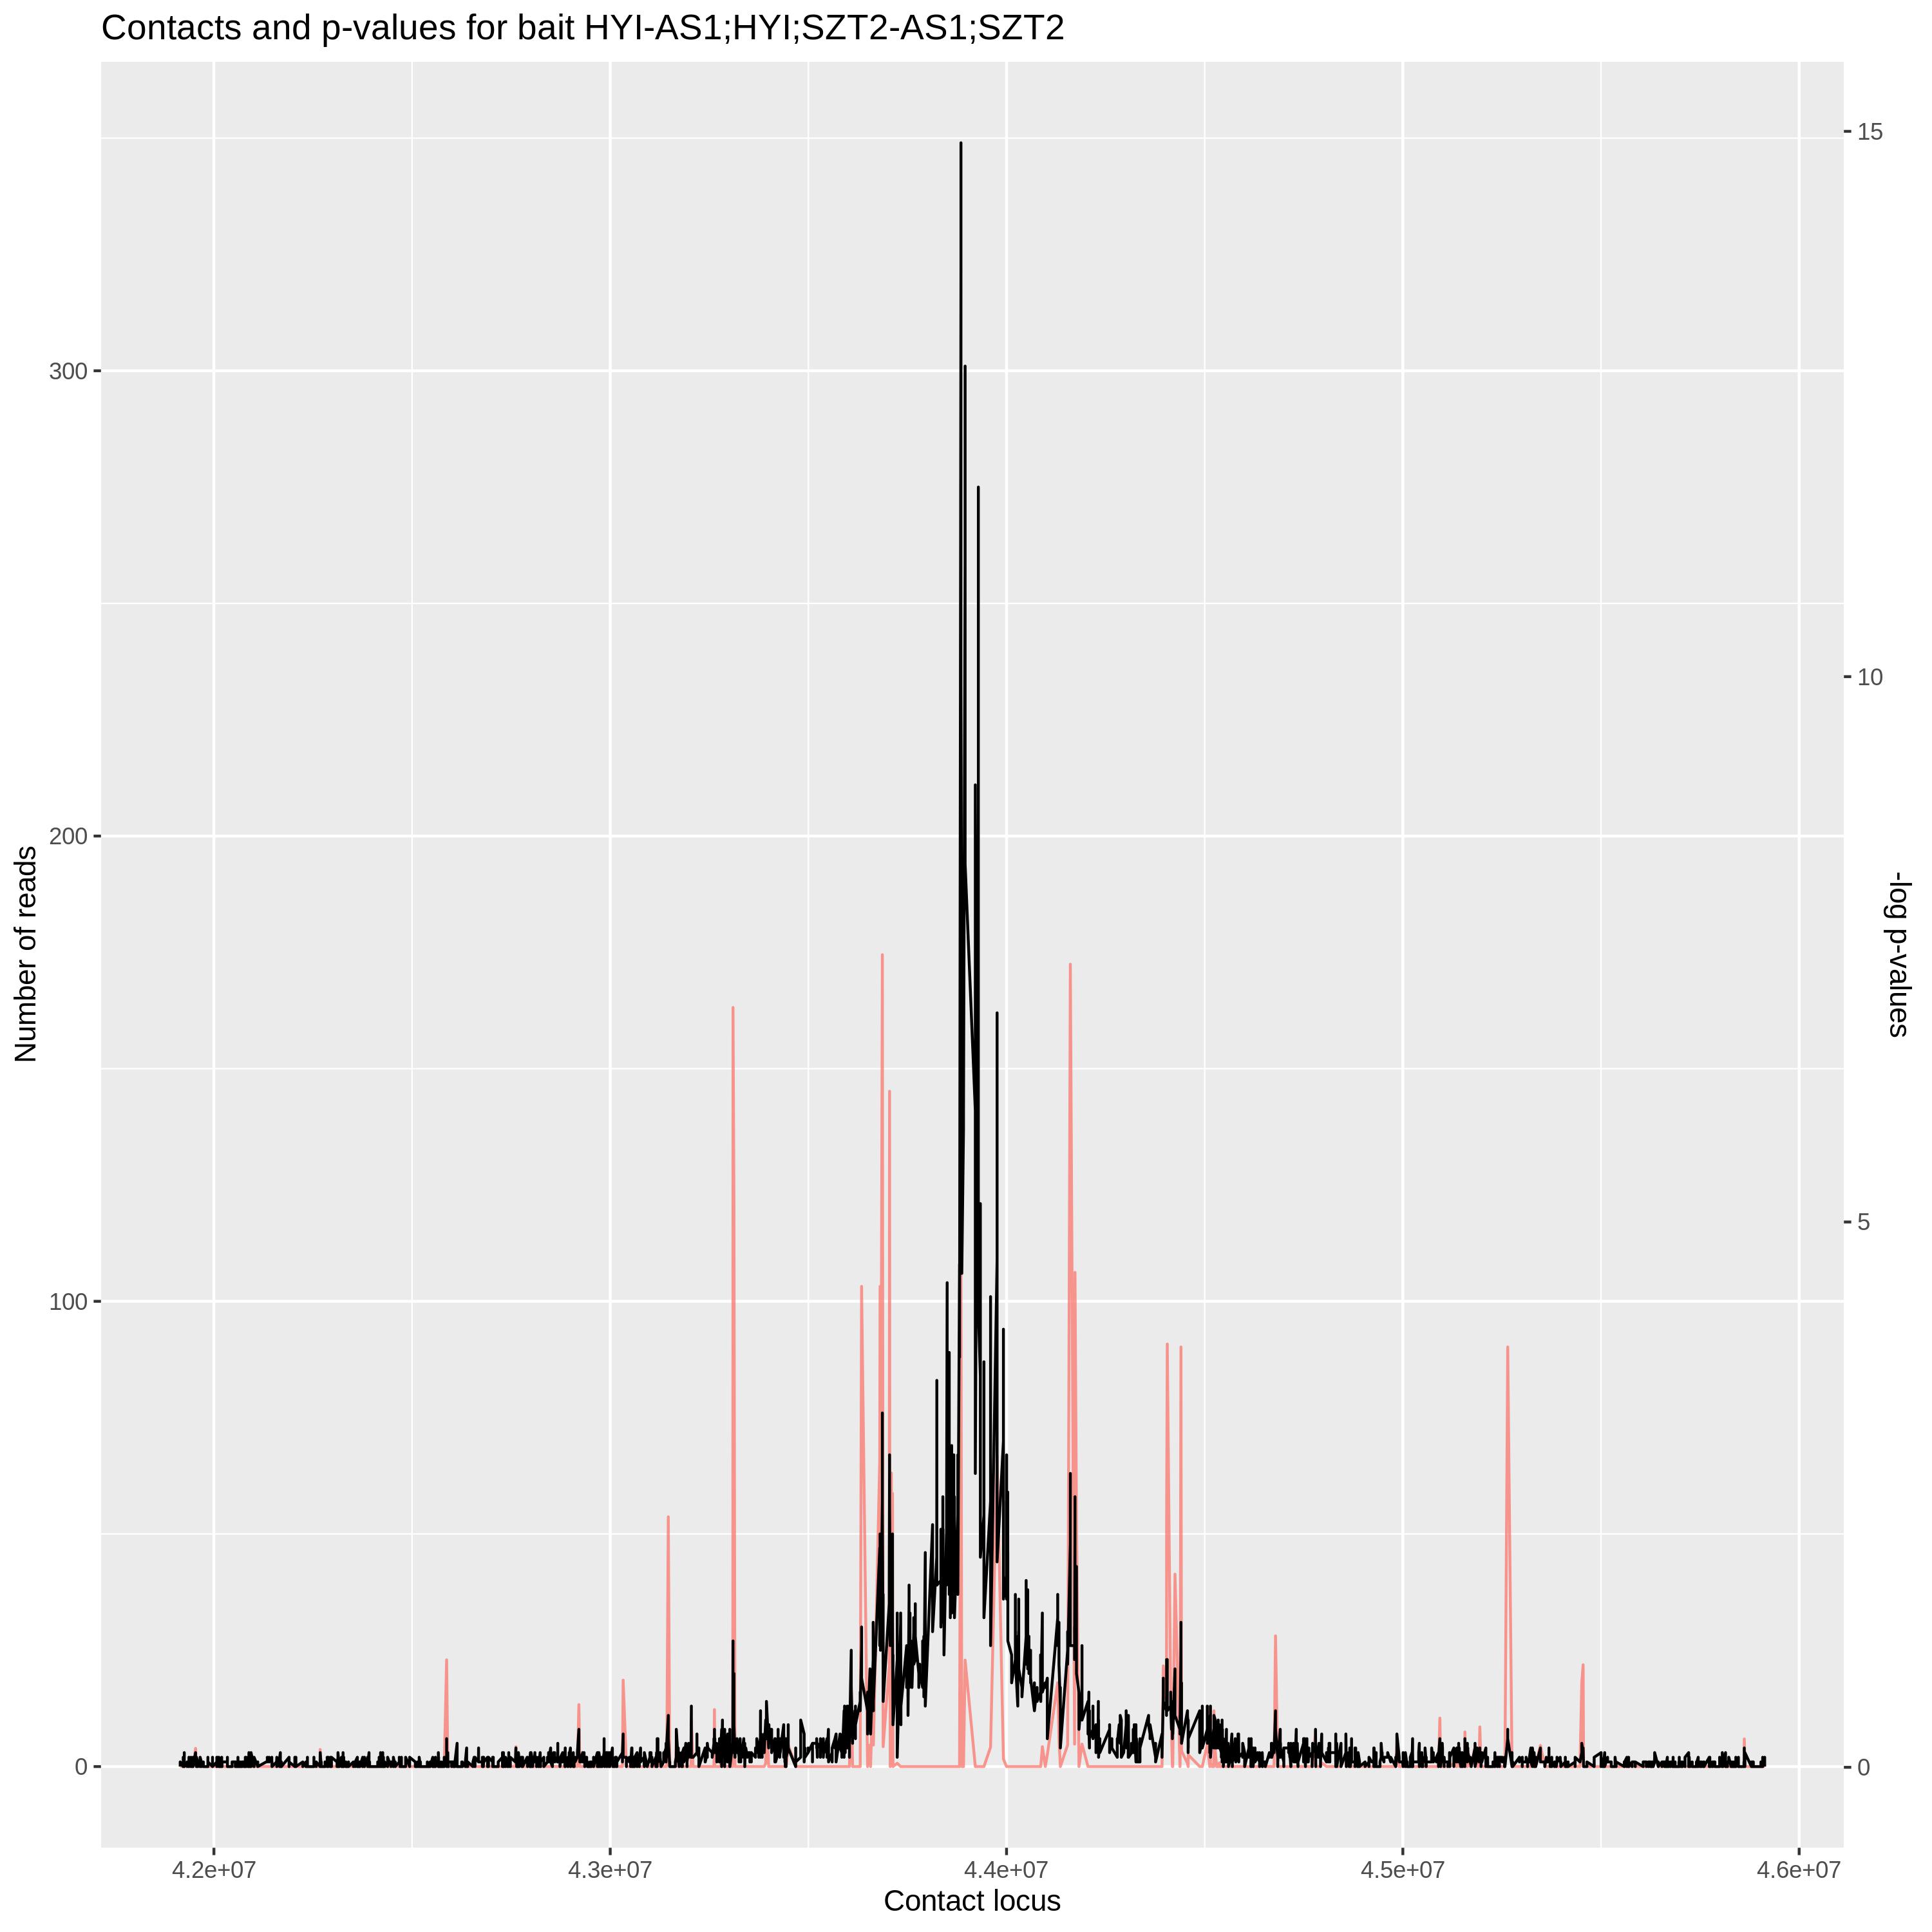 Contacts and p-values for bait HYI-AS1;HYI;SZT2-AS1;SZT2
Number of reads
300
200
100
0
15
10
5
0
-log p-values
4.2e+07
4.3e+07
4.4e+07
4.5e+07
4.6e+07
Contact locus